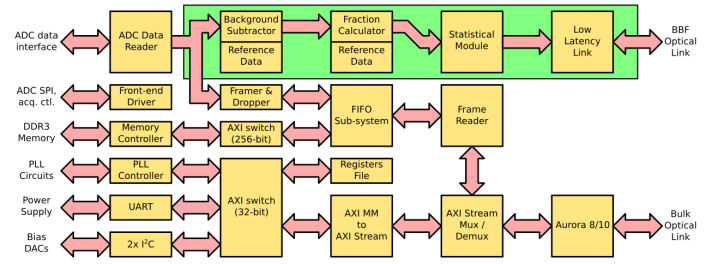 ADC data
interface
ADC Data
Reader
Background
Subtractor
Reference
Data
Fraction
Calculator
Reference
Data
Statistical
Module
Low
Latency
Link
BBF
Optical
Link
ADC SPI,
acq. ctl.
Front-end
Driver
Framer &
Dropper
FIFO
Sub-system
Frame
Reader
DDR3
Memory
Memory
Controller
AXI switch
(256-bit)
PLL
Circuits
PLL
Controller
AXI switch
(32-bit)
Registers
File
Power
Supply
UART
AXI MM
to
AXI Stream
AXI Stream
Mux /
Demux
Aurora 8/10
Bulk
Optical
Link
Bias
DACs
2x I²C